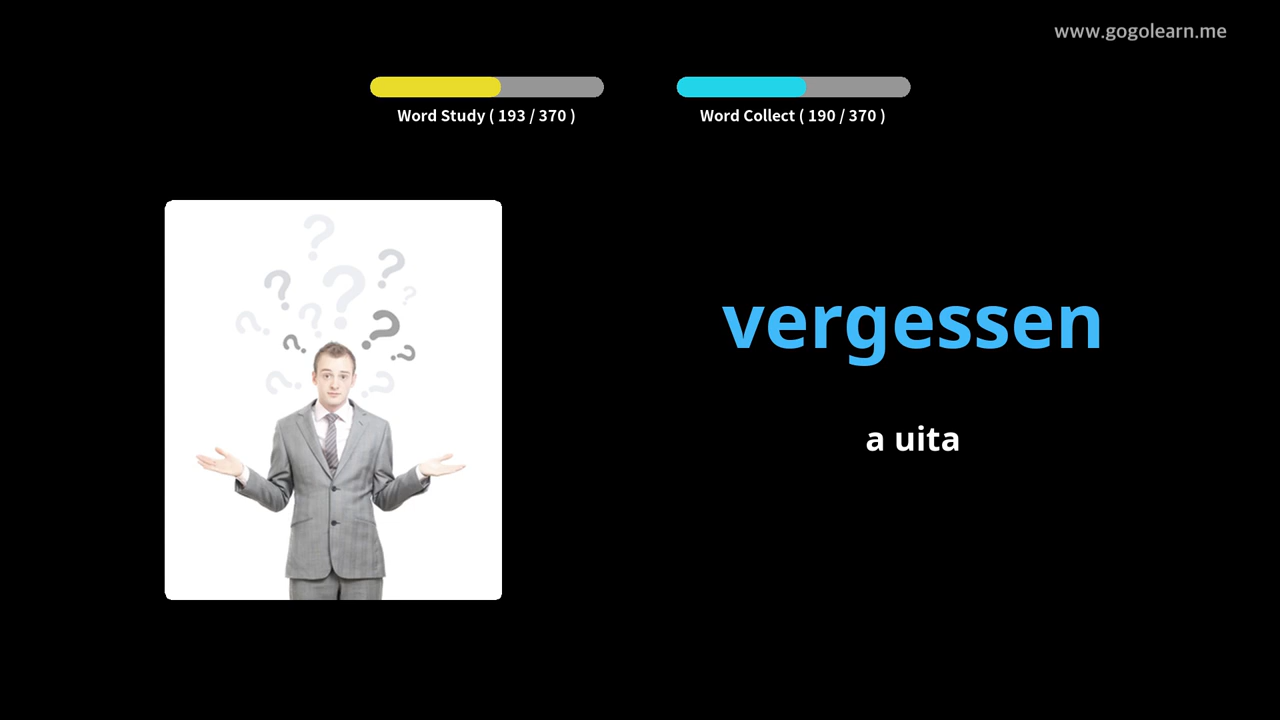 www.gogolearn.me
Word Study ( 193 / 370 )
Word Collect ( 190 / 370 )
? ? ? ? ? ? ? ? ? ? ? ?
vergessen
a uita